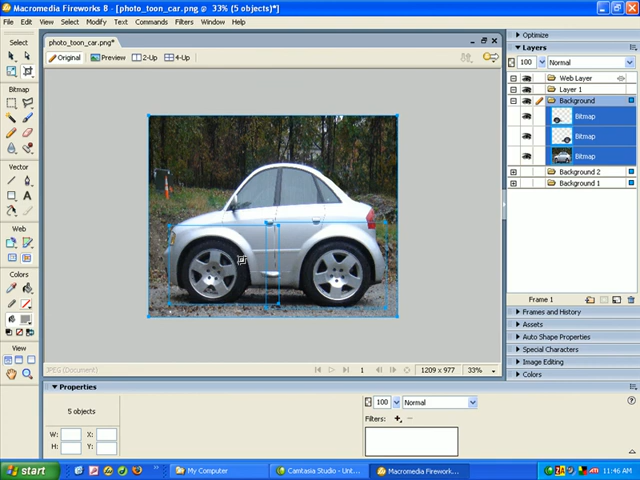 Macromedia Fireworks 8 - [photo_toon_car.png @ 33% (5 objects)*]
File Edit View Select Modify Text Commands Filters Window Help
Select
Bitmap
Vector
Web
Colors
View
photo_toon_car.png*
Original Preview 2-Up 4-Up
JPEG (Document)
1 1209 x 977 33%
Optimize
Layers
100 Normal
Web Layer
Layer 1
Background
Bitmap
Bitmap
Bitmap
Background 2
Background 1
Frame 1
Frames and History
Assets
Auto Shape Properties
Special Characters
Image Editing
Colors
Properties
5 objects
W: X:
H: Y:
100 Normal
Filters:
start My Computer Camtasia Studio - Unt... Macromedia Firework... 11:46 AM